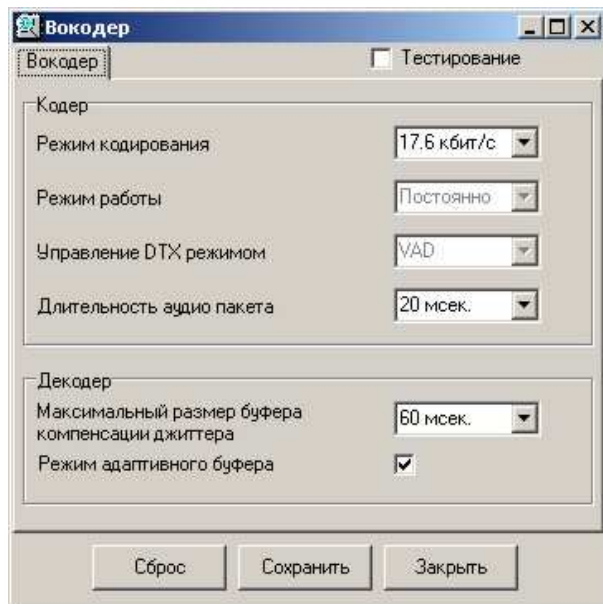 Вокодер
Вокодер
Тестирование
Кодер
Режим кодирования
17.6 кбит/с
Режим работы
Постоянно
Управление DTX режимом
VAD
Длительность аудио пакета
20 мсек.
Декодер
Максимальный размер буфера
компенсации джиттера
60 мсек.
Режим адаптивного буфера
Сброс
Сохранить
Закрыть